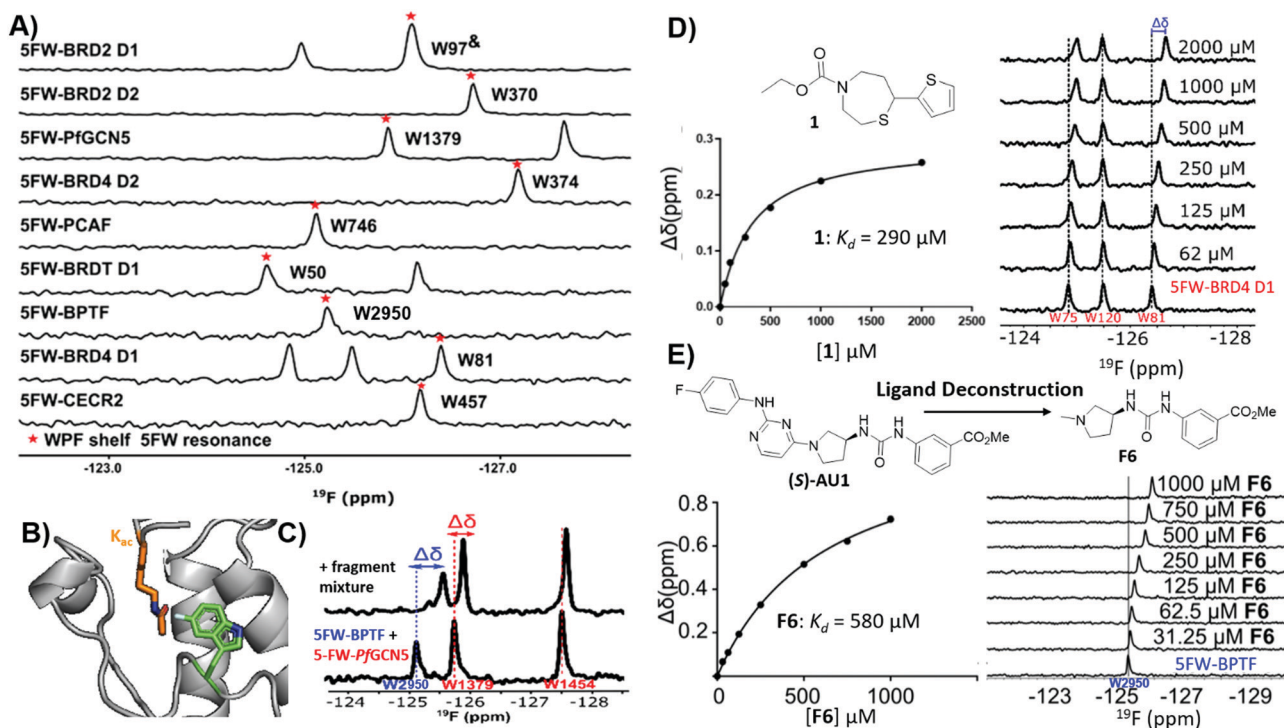 A)
5FW-BRD2 D1
W97&
5FW-BRD2 D2
W370
5FW-PfGCN5
W1379
5FW-BRD4 D2
W374
5FW-PCAF
W746
5FW-BRDT D1
W50
5FW-BPTF
W2950
5FW-BRD4 D1
W81
5FW-CECR2
W457
★ WPF shelf 5FW resonance
-123.0 -125.0 -127.0
19F (ppm)
B)
Kac
C)
Δδ
Δδ
+ fragment
mixture
5FW-BPTF +
5-FW-PfGCN5
W2950 W1379 W1454
-124 -125 -126 -127 -128
19F (ppm)
D)
O
O
N
S
S
1
0.3
0.2
0.1
0.0
Δδ(ppm)
1: Kd = 290 μM
0 500 1000 1500 2000 2500
[1] μM
Δδ
2000 μM
1000 μM
500 μM
250 μM
125 μM
62 μM
5FW-BRD4 D1
W75 W120 W81
-124 -126 -128
19F (ppm)
E)
Ligand Deconstruction
F
NH
N
N
N
H
N
H
N
O
CO2Me
(S)-AU1
N
H
N
H
N
O
CO2Me
F6
0.8
0.6
0.4
0.2
Δδ(ppm)
F6: Kd = 580 μM
0 500 1000
[F6] μM
1000 μM F6
750 μM F6
500 μM F6
250 μM F6
125 μM F6
62.5 μM F6
31.25 μM F6
5FW-BPTF
W2950
-123 -125 -127 -129
19F (ppm)